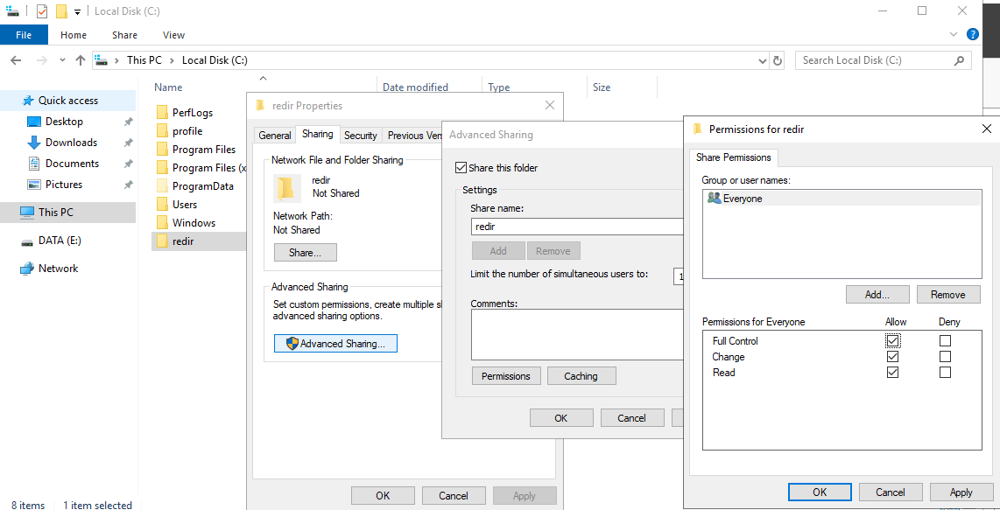 Local Disk (C:)
File
Home
Share
View
This PC
Local Disk (C:)
Search Local Disk (C:)
Quick access
Desktop
Downloads
Documents
Pictures
This PC
DATA (E:)
Network
Name
Date modified
Type
Size
PerfLogs
profile
Program Files
Program Files (x
ProgramData
Users
Windows
redir
8 items
1 item selected
redir Properties
General
Sharing
Security
Previous Vers
Network File and Folder Sharing
redir
Not Shared
Network Path:
Not Shared
Share...
Advanced Sharing
Set custom permissions, create multiple sh
advanced sharing options.
Advanced Sharing...
OK
Cancel
Apply
Advanced Sharing
Share this folder
Settings
Share name:
redir
Add
Remove
Limit the number of simultaneous users to:
1
Comments:
Permissions
Caching
OK
Cancel
Permissions for redir
Share Permissions
Group or user names:
Everyone
Add...
Remove
Permissions for Everyone
Allow
Deny
Full Control
Change
Read
OK
Cancel
Apply